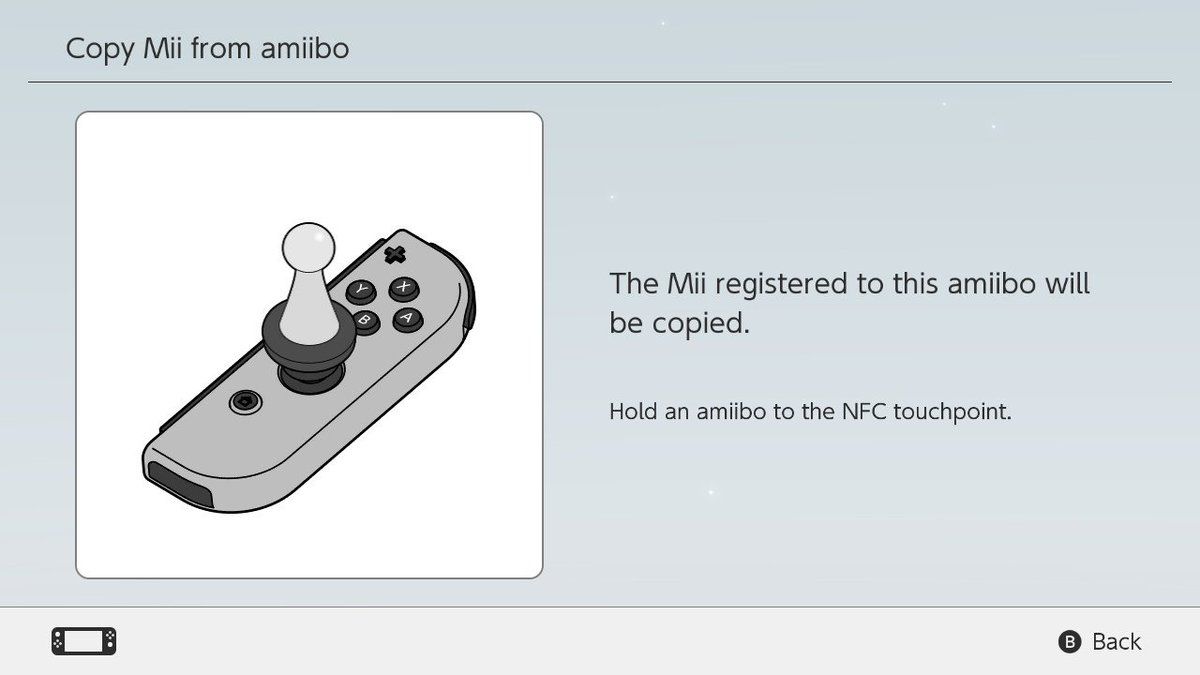 Copy Mii from amiibo
Y
X
B
A
The Mii registered to this amiibo will
be copied.
Hold an amiibo to the NFC touchpoint.
B Back